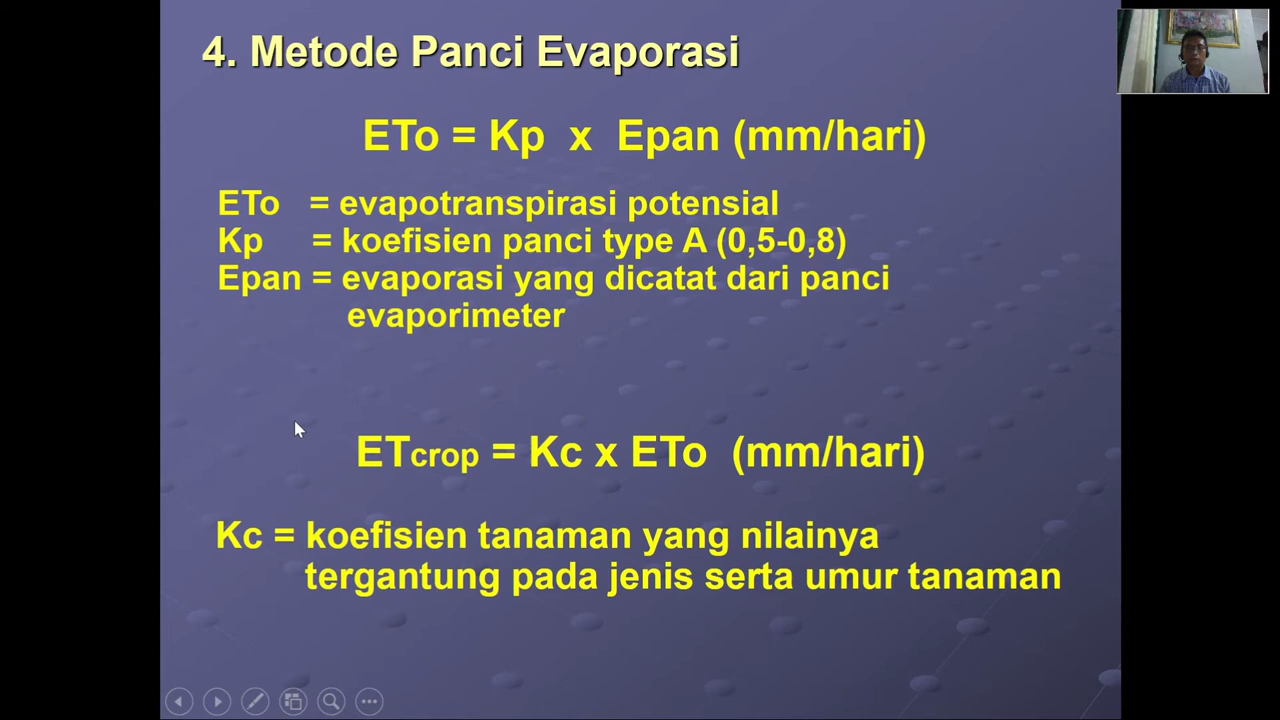 4. Metode Panci Evaporasi
ETo = Kp x Epan (mm/hari)
ETo = evapotranspirasi potensial
Kp = koefisien panci type A (0,5-0,8)
Epan = evaporasi yang dicatat dari panci
evaporimeter
ETcrop = Kc x ETo (mm/hari)
Kc = koefisien tanaman yang nilainya
tergantung pada jenis serta umur tanaman